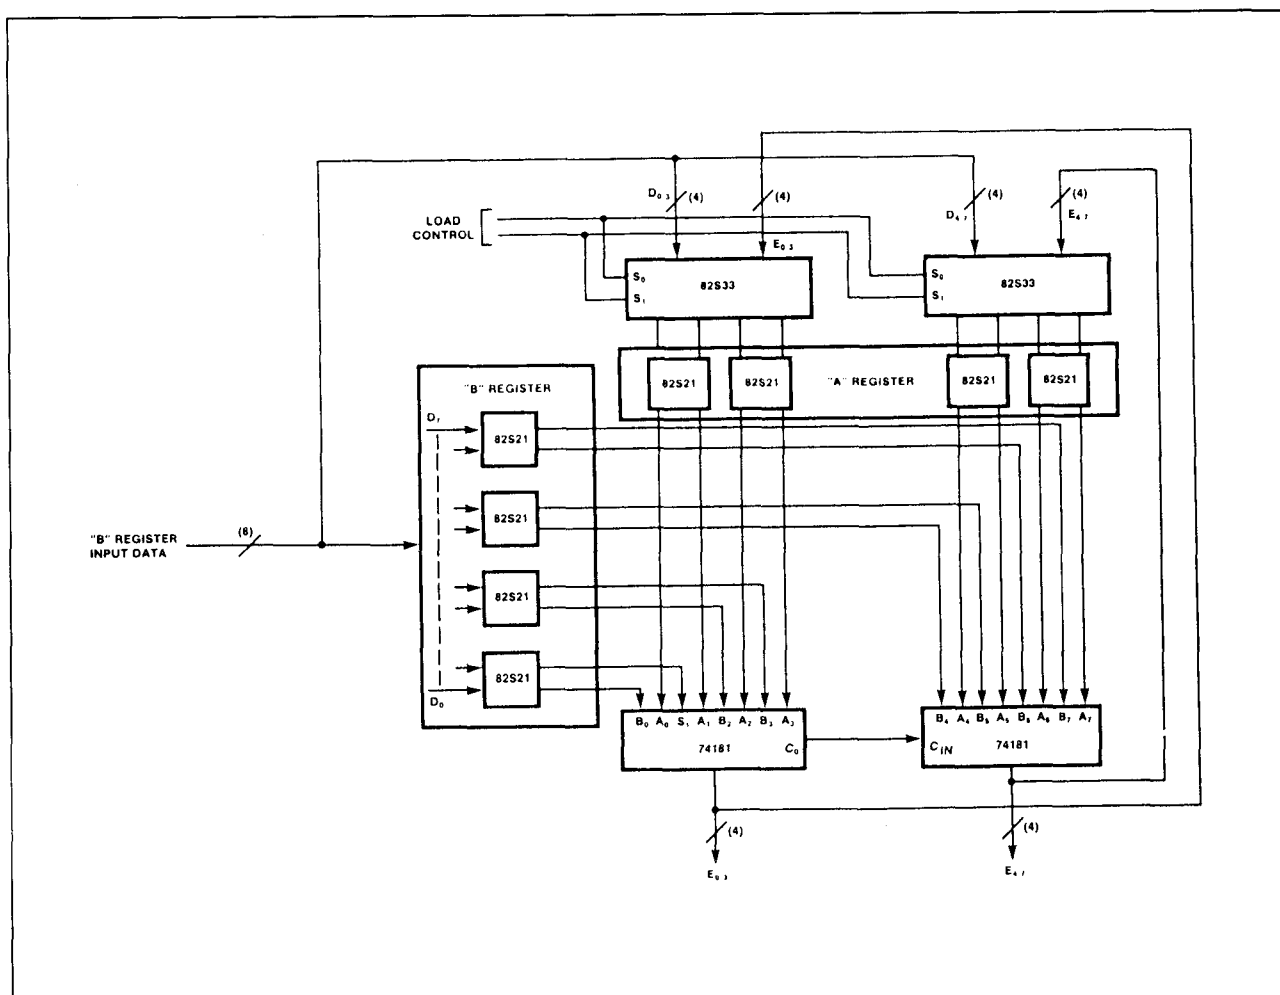 D₀₋₃ (4) (4) (4) (4)
D₄₋₇ E₄₋₇
LOAD
CONTROL
E₀₋₃
S₀ 82S33
S₁
S₀ 82S33
S₁
82S21 82S21 "A" REGISTER 82S21 82S21
"B" REGISTER
D₇
82S21
82S21
82S21
82S21
D₀
"B" REGISTER
INPUT DATA
(8)
B₀ A₀ S₁ A₁ B₂ A₂ B₃ A₃
74181 C₀
B₄ A₄ B₅ A₅ B₆ A₆ B₇ A₇
C_IN 74181
(4) (4)
E₀₋₃ E₄₋₇